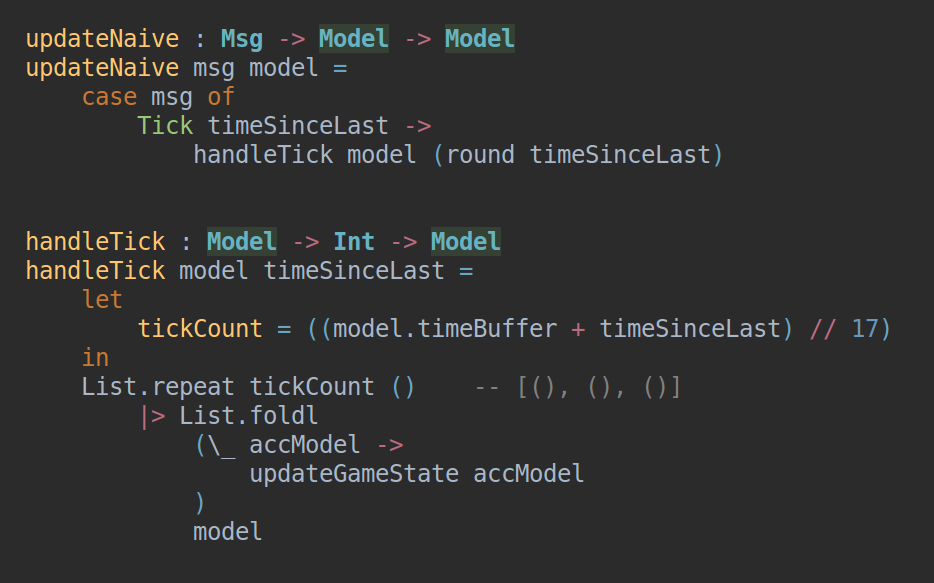 updateNaive : Msg -> Model -> Model
updateNaive msg model =
    case msg of
        Tick timeSinceLast ->
            handleTick model (round timeSinceLast)
handleTick : Model -> Int -> Model
handleTick model timeSinceLast =
    let
        tickCount = ((model.timeBuffer + timeSinceLast) // 17)
    in
    List.repeat tickCount ()    -- [(), (), ()]
        |> List.foldl
            (\_ accModel ->
                updateGameState accModel
            )
            model